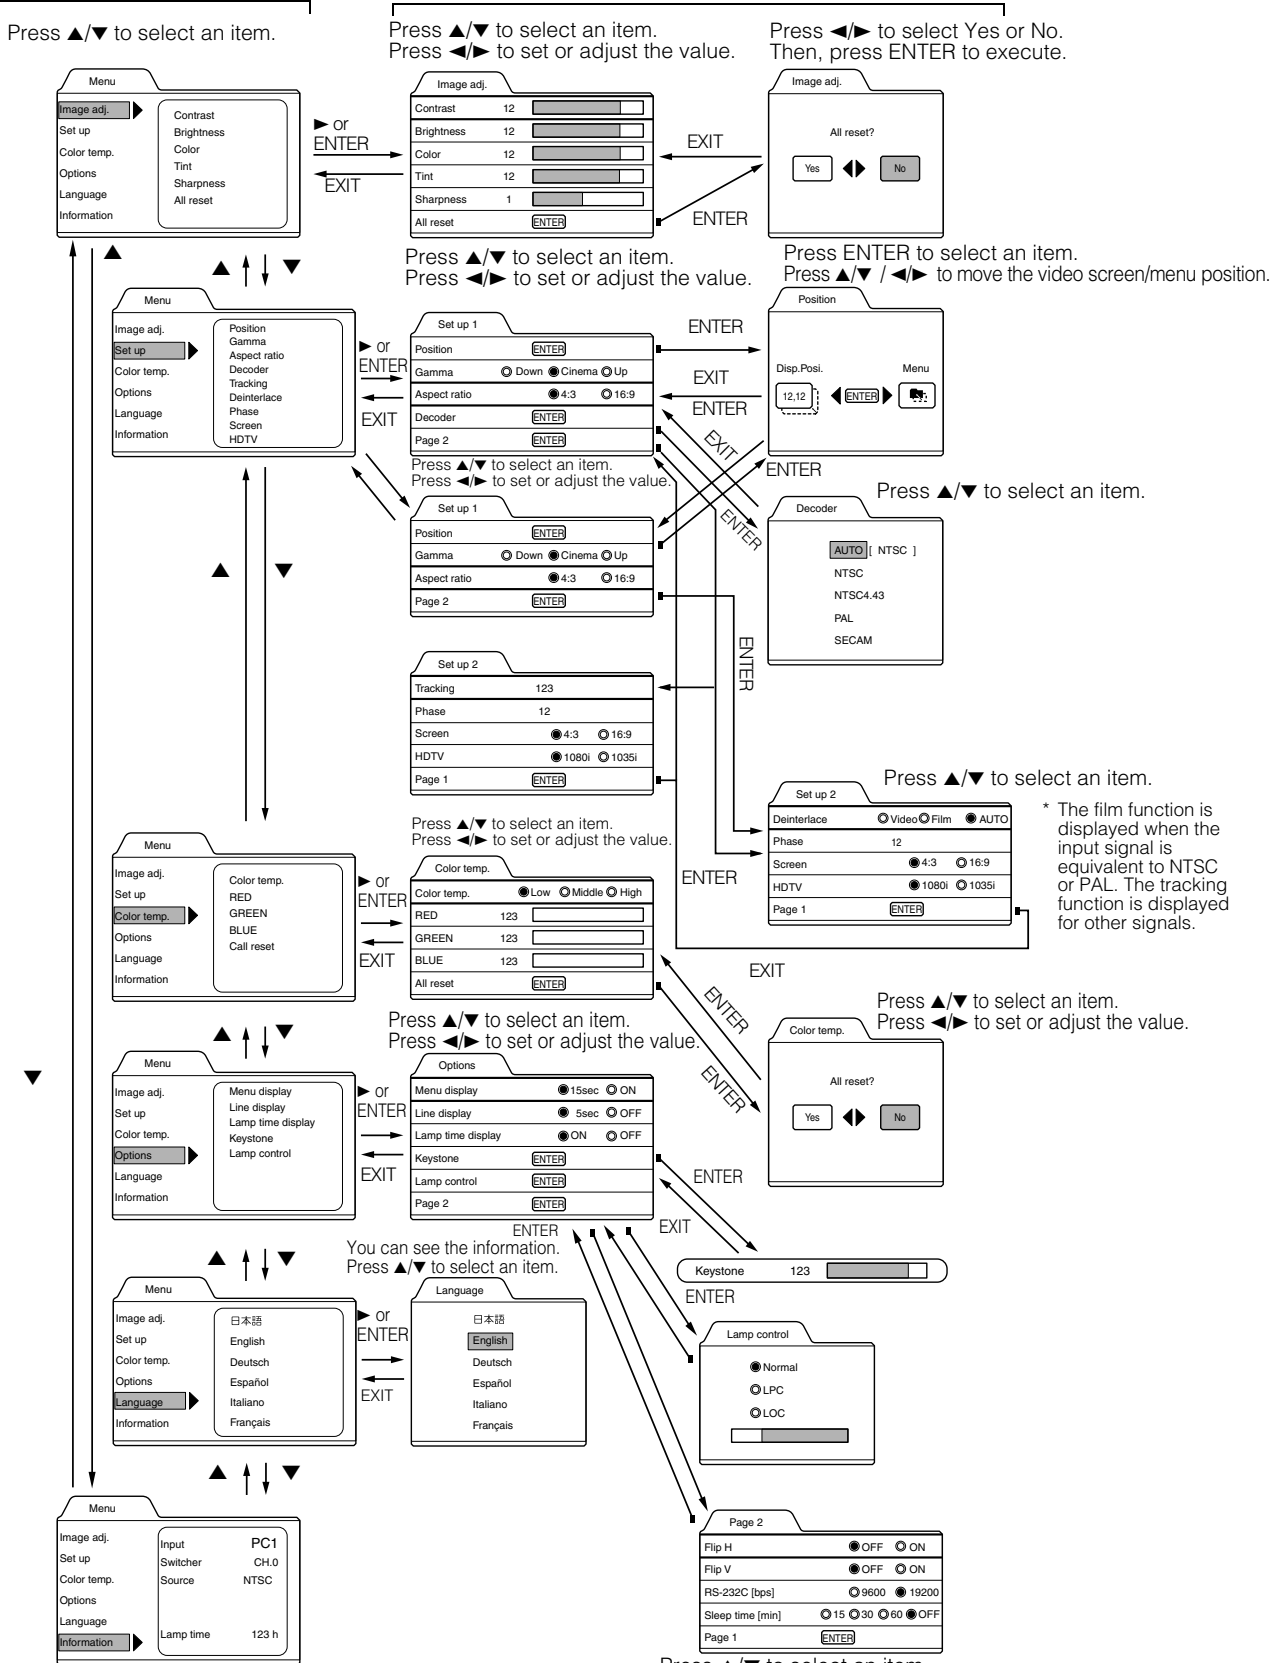 Press ▲/▼ to select an item.
Press ▲/▼ to select an item.
Press ◄/► to set or adjust the value.
Press ◄/► to select Yes or No.
Then, press ENTER to execute.
Menu
Image adj.
Set up
Color temp.
Options
Language
Information
Contrast
Brightness
Color
Tint
Sharpness
All reset
► or
ENTER
EXIT
Image adj.
Contrast 12
Brightness 12
Color 12
Tint 12
Sharpness 1
All reset ENTER
EXIT
ENTER
Image adj.
All reset?
Yes No
▲
▲ ▼
Press ▲/▼ to select an item.
Press ◄/► to set or adjust the value.
Press ENTER to select an item.
Press ▲/▼ / ◄/► to move the video screen/menu position.
Menu
Image adj.
Set up
Color temp.
Options
Language
Information
Position
Gamma
Aspect ratio
Decoder
Tracking
Deinterlace
Phase
Screen
HDTV
► or
ENTER
EXIT
Set up 1
Position ENTER
Gamma Down Cinema Up
Aspect ratio 4:3 16:9
Decoder ENTER
Page 2 ENTER
ENTER
EXIT
ENTER
EXIT
ENTER
ENTER
Position
Disp.Posi. Menu
12,12 ENTER
Press ▲/▼ to select an item.
Press ◄/► to set or adjust the value.
Set up 1
Position ENTER
Gamma Down Cinema Up
Aspect ratio 4:3 16:9
Page 2 ENTER
Press ▲/▼ to select an item.
Decoder
AUTO [ NTSC ]
NTSC
NTSC4.43
PAL
SECAM
▲ ▼
ENTER
Set up 2
Tracking 123
Phase 12
Screen 4:3 16:9
HDTV 1080i 1035i
Page 1 ENTER
Press ▲/▼ to select an item.
Set up 2
Deinterlace Video Film AUTO
Phase 12
Screen 4:3 16:9
HDTV 1080i 1035i
Page 1 ENTER
* The film function is
displayed when the
input signal is
equivalent to NTSC
or PAL. The tracking
function is displayed
for other signals.
ENTER
Press ▲/▼ to select an item.
Press ◄/► to set or adjust the value.
Menu
Image adj.
Set up
Color temp.
Options
Language
Information
Color temp.
RED
GREEN
BLUE
Call reset
► or
ENTER
EXIT
Color temp.
Color temp. Low Middle High
RED 123
GREEN 123
BLUE 123
All reset ENTER
EXIT
ENTER
ENTER
Press ▲/▼ to select an item.
Press ◄/► to set or adjust the value.
Color temp.
All reset?
Yes No
▲ ▼
▼
Press ▲/▼ to select an item.
Press ◄/► to set or adjust the value.
Menu
Image adj.
Set up
Color temp.
Options
Language
Information
Menu display
Line display
Lamp time display
Keystone
Lamp control
► or
ENTER
EXIT
Options
Menu display 15sec ON
Line display 5sec OFF
Lamp time display ON OFF
Keystone ENTER
Lamp control ENTER
Page 2 ENTER
ENTER
EXIT
ENTER
Keystone 123
ENTER
▲ ▼
You can see the information.
Press ▲/▼ to select an item.
Menu
Image adj.
Set up
Color temp.
Options
Language
Information
日本語
English
Deutsch
Español
Italiano
Français
► or
ENTER
EXIT
Language
日本語
English
Deutsch
Español
Italiano
Français
Lamp control
Normal
LPC
LOC
▲ ▼
Menu
Image adj.
Set up
Color temp.
Options
Language
Information
Input PC1
Switcher CH.0
Source NTSC
Lamp time 123 h
Page 2
Flip H OFF ON
Flip V OFF ON
RS-232C [bps] 9600 19200
Sleep time [min] 15 30 60 OFF
Page 1 ENTER
Press ▲/▼ to select an item.